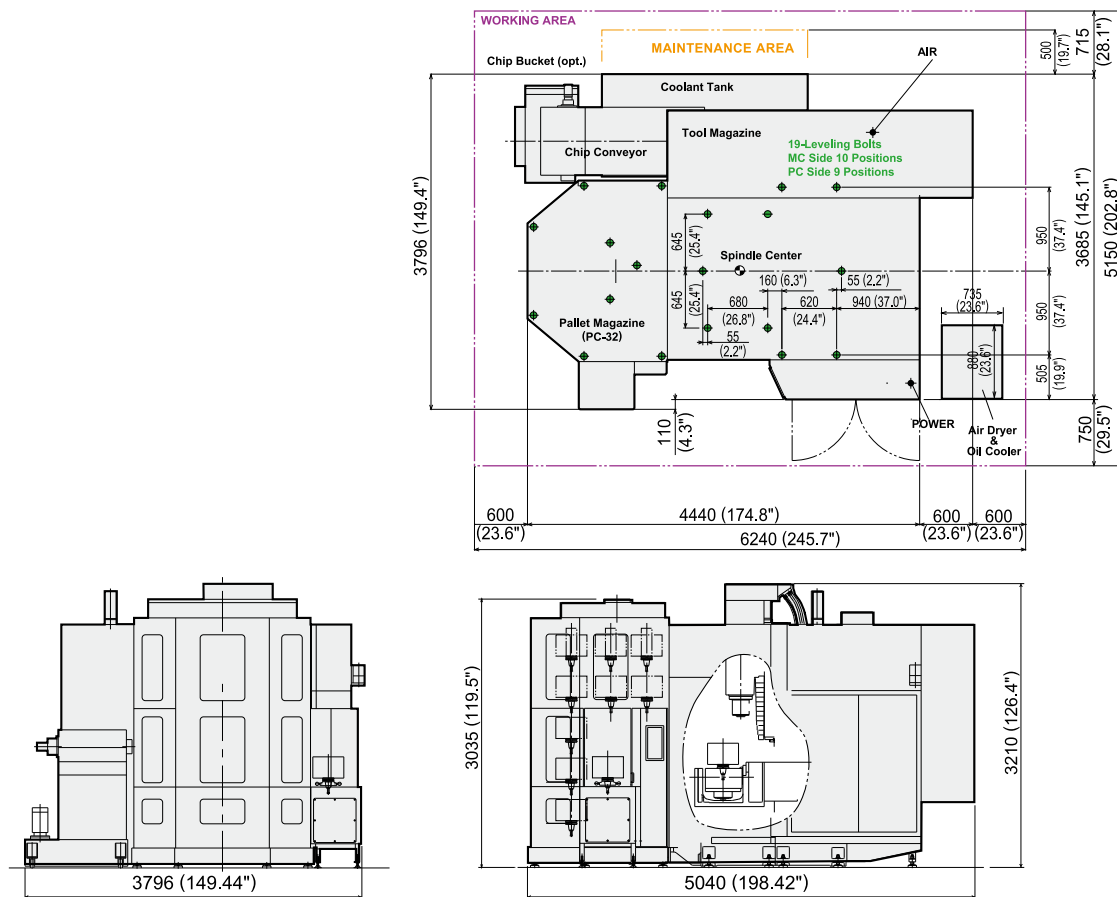 WORKING AREA
MAINTENANCE AREA
500
(19.7")
715
(28.1")
AIR
Chip Bucket (opt.)
Coolant Tank
Tool Magazine
19-Leveling Bolts
MC Side 10 Positions
PC Side 9 Positions
Chip Conveyor
3796 (149.4")
645
(25.4")
Spindle Center
950
(37.4")
3685 (145.1")
5150 (202.8")
160 (6.3")
55 (2.2")
645
(25.4")
680
(26.8")
620
(24.4")
940 (37.0")
735
(23.6")
950
(37.4")
Pallet Magazine
(PC-32)
55
(2.2")
880
(23.6")
505
(19.9")
110
(4.3")
POWER
Air Dryer
&
Oil Cooler
750
(29.5")
600
(23.6")
4440 (174.8")
600
(23.6")
600
(23.6")
6240 (245.7")
3035 (119.5")
3210 (126.4")
3796 (149.44")
5040 (198.42")